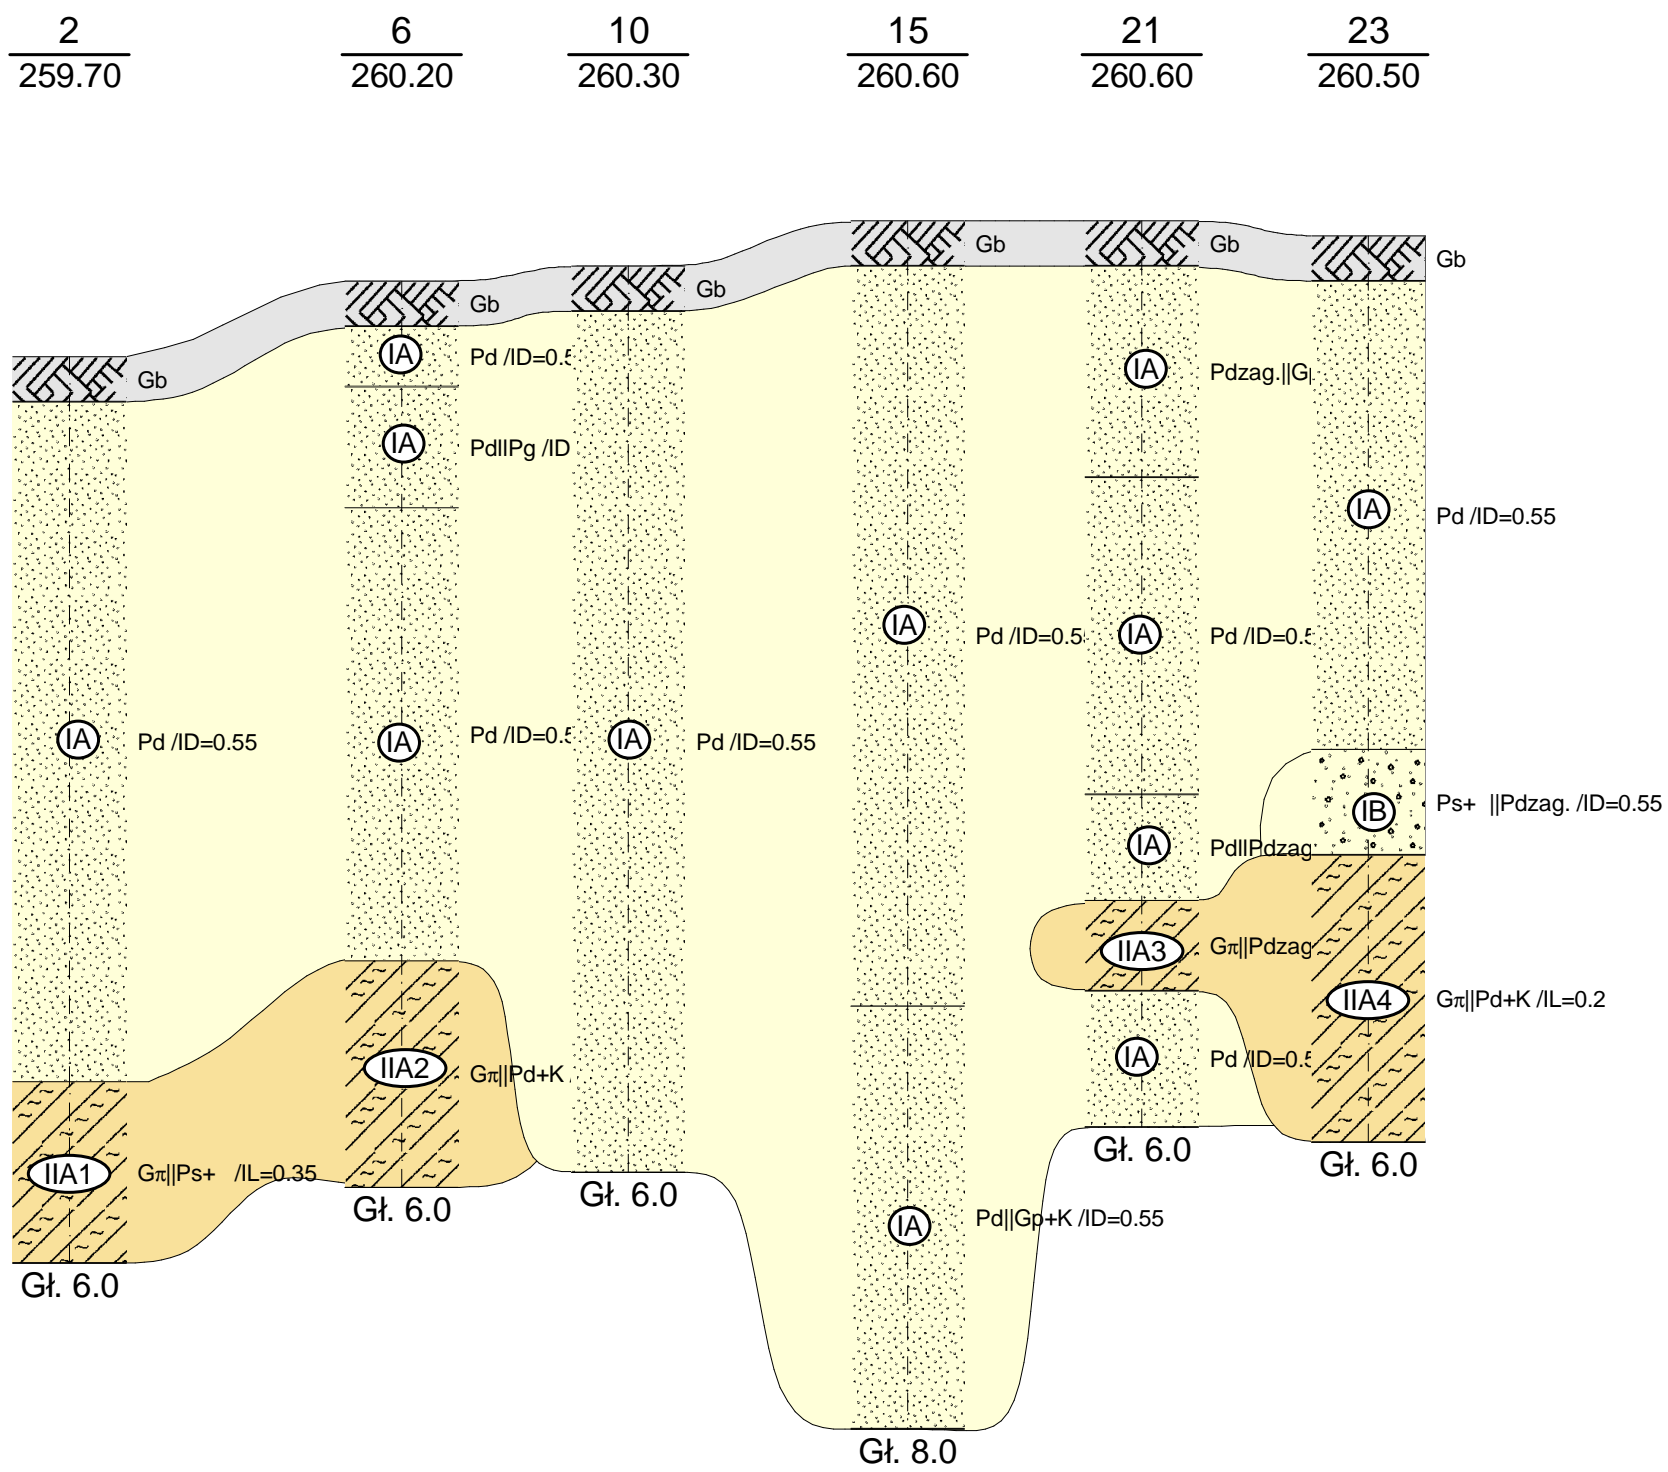 2 6 10 15 21 23
259.70 260.20 260.30 260.60 260.60 260.50
Gb Gb Gb Gb Gb Gb
IA Pd /ID=0.55
IIA1 Gπ||Ps+ /IL=0.35
Gł. 6.0
IA Pd /ID=0.5
IA PdIIPg /ID
IA Pd /ID=0.5
IIA2 Gπ||Pd+K
Gł. 6.0
IA Pd /ID=0.55
Gł. 6.0
IA Pd /ID=0.5
IA Pd||Gp+K /ID=0.55
Gł. 8.0
IA Pdzag.||G
IA Pd /ID=0.5
IA PdIIPdzag
IIA3 Gπ||Pdzag
IA Pd /ID=0.5
Gł. 6.0
IA Pd /ID=0.55
IB Ps+ ||Pdzag. /ID=0.55
IIA4 Gπ||Pd+K /IL=0.2
Gł. 6.0